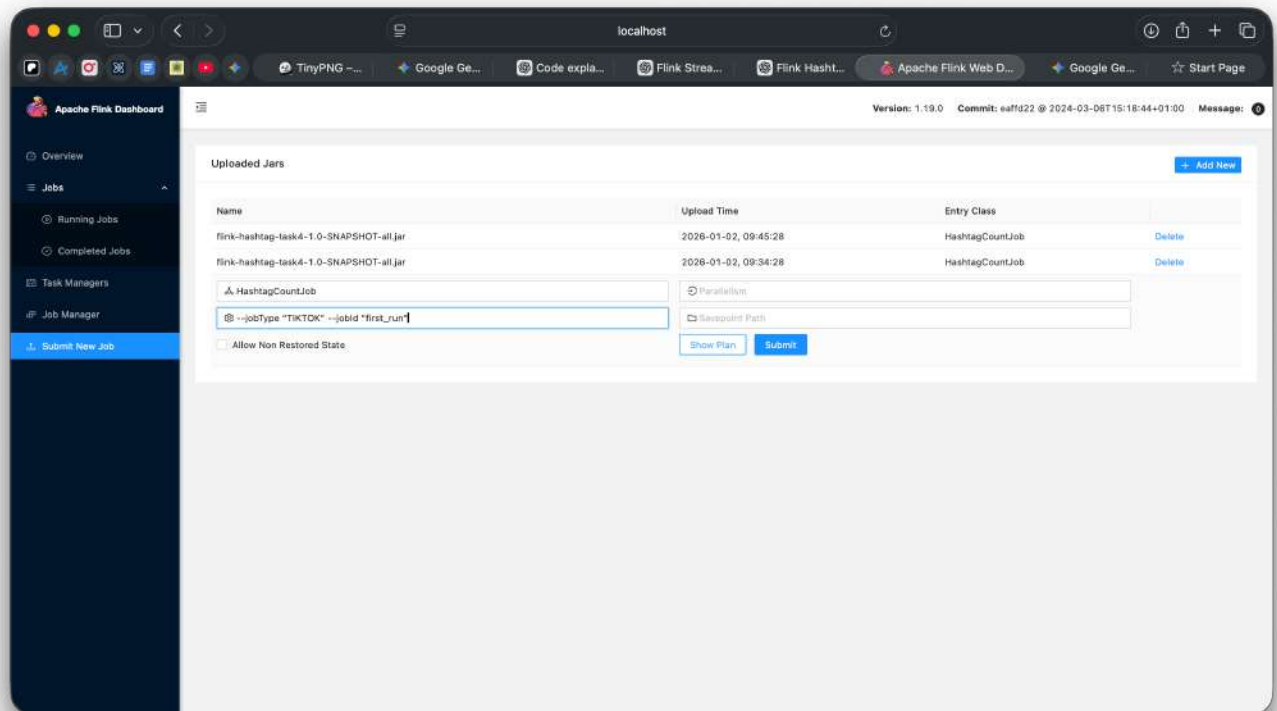 localhost
TinyPNG –...
Google Ge...
Code expla...
Flink Strea...
Flink Hasht...
Apache Flink Web D...
Google Ge...
Start Page
Apache Flink Dashboard
Version: 1.19.0 Commit: eaffd22 @ 2024-03-06T15:18:44+01:00 Message: 0
Overview
Jobs
Running Jobs
Completed Jobs
Task Managers
Job Manager
Submit New Job
Uploaded Jars
+ Add New
Name Upload Time Entry Class
flink-hashtag-task4-1.0-SNAPSHOT-all.jar 2026-01-02, 09:45:28 HashtagCountJob Delete
flink-hashtag-task4-1.0-SNAPSHOT-all.jar 2026-01-02, 09:34:28 HashtagCountJob Delete
HashtagCountJob Parallelism
--jobType "TIKTOK" --jobId "first_run" Savepoint Path
Allow Non Restored State Show Plan Submit